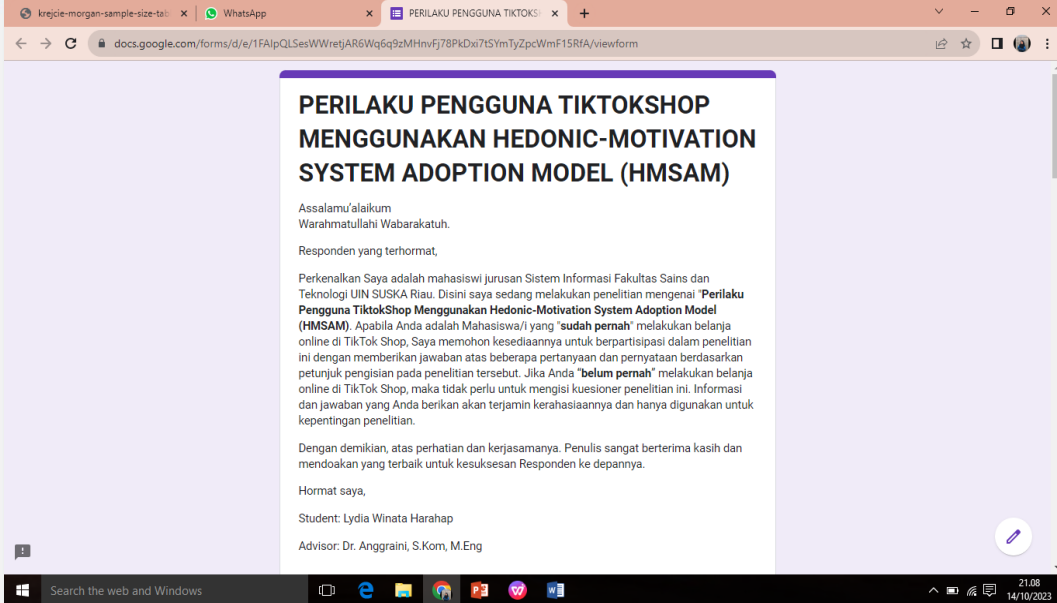 krejcie-morgan-sample-size-tab
WhatsApp
PERILAKU PENGGUNA TIKTOKS
docs.google.com/forms/d/e/1FAIpQLSesWWretjAR6Wq6q9zMHnvFj78PkDxi7tSYmTyZpcWmF15RfA/viewform
PERILAKU PENGGUNA TIKTOKSHOP
MENGGUNAKAN HEDONIC-MOTIVATION
SYSTEM ADOPTION MODEL (HMSAM)
Assalamu'alaikum
Warahmatullahi Wabarakatuh.
Responden yang terhormat,
Perkenalkan Saya adalah mahasiswi jurusan Sistem Informasi Fakultas Sains dan
Teknologi UIN SUSKA Riau. Disini saya sedang melakukan penelitian mengenai "Perilaku
Pengguna TiktokShop Menggunakan Hedonic-Motivation System Adoption Model
(HMSAM). Apabila Anda adalah Mahasiswa/i yang "sudah pernah" melakukan belanja
online di TikTok Shop, Saya memohon kesediaannya untuk berpartisipasi dalam penelitian
ini dengan memberikan jawaban atas beberapa pertanyaan dan pernyataan berdasarkan
petunjuk pengisian pada penelitian tersebut. Jika Anda "belum pernah" melakukan belanja
online di TikTok Shop, maka tidak perlu untuk mengisi kuesioner penelitian ini. Informasi
dan jawaban yang Anda berikan akan terjamin kerahasiaannya dan hanya digunakan untuk
kepentingan penelitian.
Dengan demikian, atas perhatian dan kerjasamanya. Penulis sangat berterima kasih dan
mendoakan yang terbaik untuk kesuksesan Responden ke depannya.
Hormat saya,
Student: Lydia Winata Harahap
Advisor: Dr. Anggraini, S.Kom, M.Eng
Search the web and Windows
21.08
14/10/2023